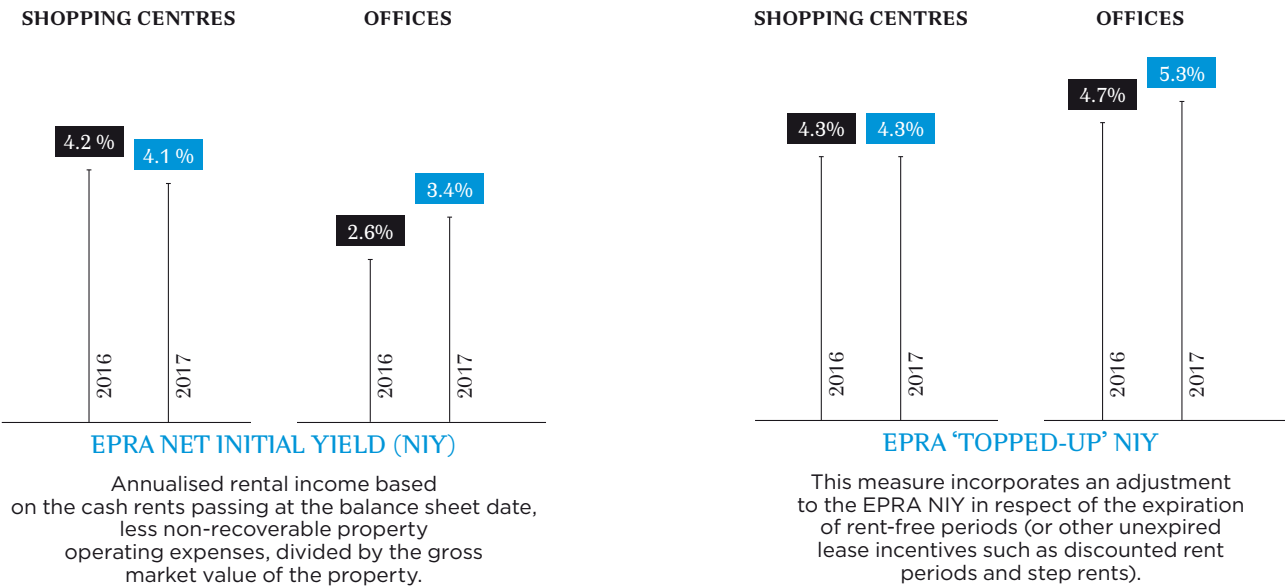 SHOPPING CENTRES
OFFICES
4.2 %
4.1 %
2.6%
3.4%
2016
2017
2016
2017
EPRA NET INITIAL YIELD (NIY)
Annualised rental income based
on the cash rents passing at the balance sheet date,
less non-recoverable property
operating expenses, divided by the gross
market value of the property.
SHOPPING CENTRES
OFFICES
4.3%
4.3%
4.7%
5.3%
2016
2017
2016
2017
EPRA ‘TOPPED-UP’ NIY
This measure incorporates an adjustment
to the EPRA NIY in respect of the expiration
of rent-free periods (or other unexpired
lease incentives such as discounted rent
periods and step rents).